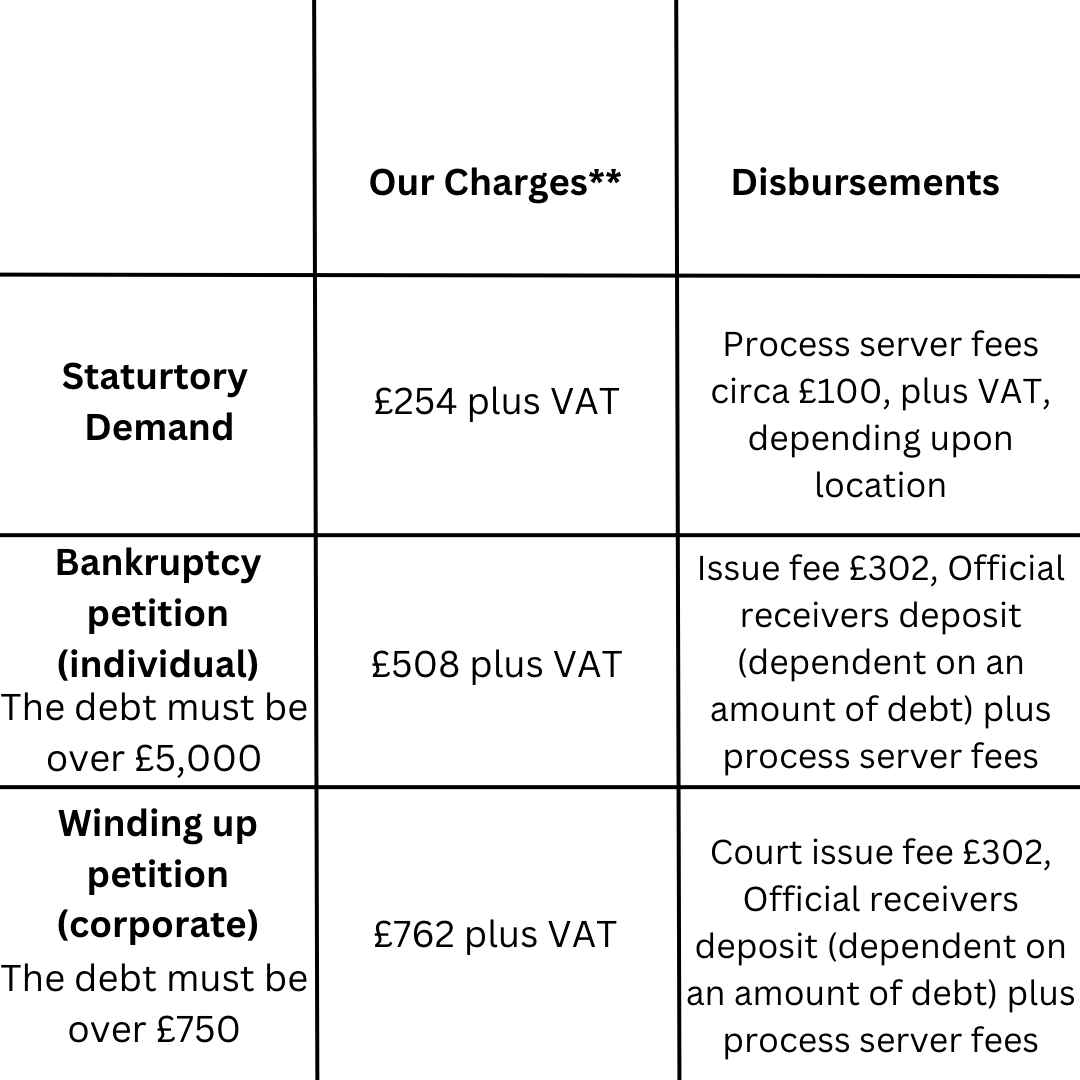 Our Charges**
Disbursements
Staturtory
Demand
£254 plus VAT
Process server fees
circa £100, plus VAT,
depending upon
location
Bankruptcy
petition
(individual)
The debt must be
over £5,000
£508 plus VAT
Issue fee £302, Official
receivers deposit
(dependent on an
amount of debt) plus
process server fees
Winding up
petition
(corporate)
The debt must be
over £750
£762 plus VAT
Court issue fee £302,
Official receivers
deposit (dependent on
an amount of debt) plus
process server fees